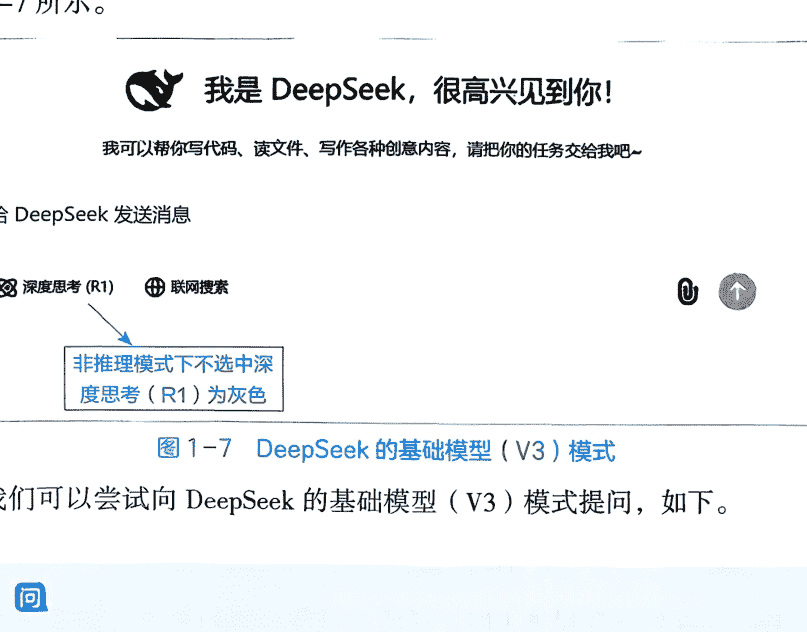 -7 所示。
我是 DeepSeek，很高兴见到你！
我可以帮你写代码、读文件、写作各种创意内容，请把你的任务交给我吧~
给 DeepSeek 发送消息
深度思考 (R1) 联网搜索
非推理模式下不选中深
度思考（R1）为灰色
图 1-7 DeepSeek 的基础模型（V3）模式
我们可以尝试向 DeepSeek 的基础模型（V3）模式提问，如下。
问